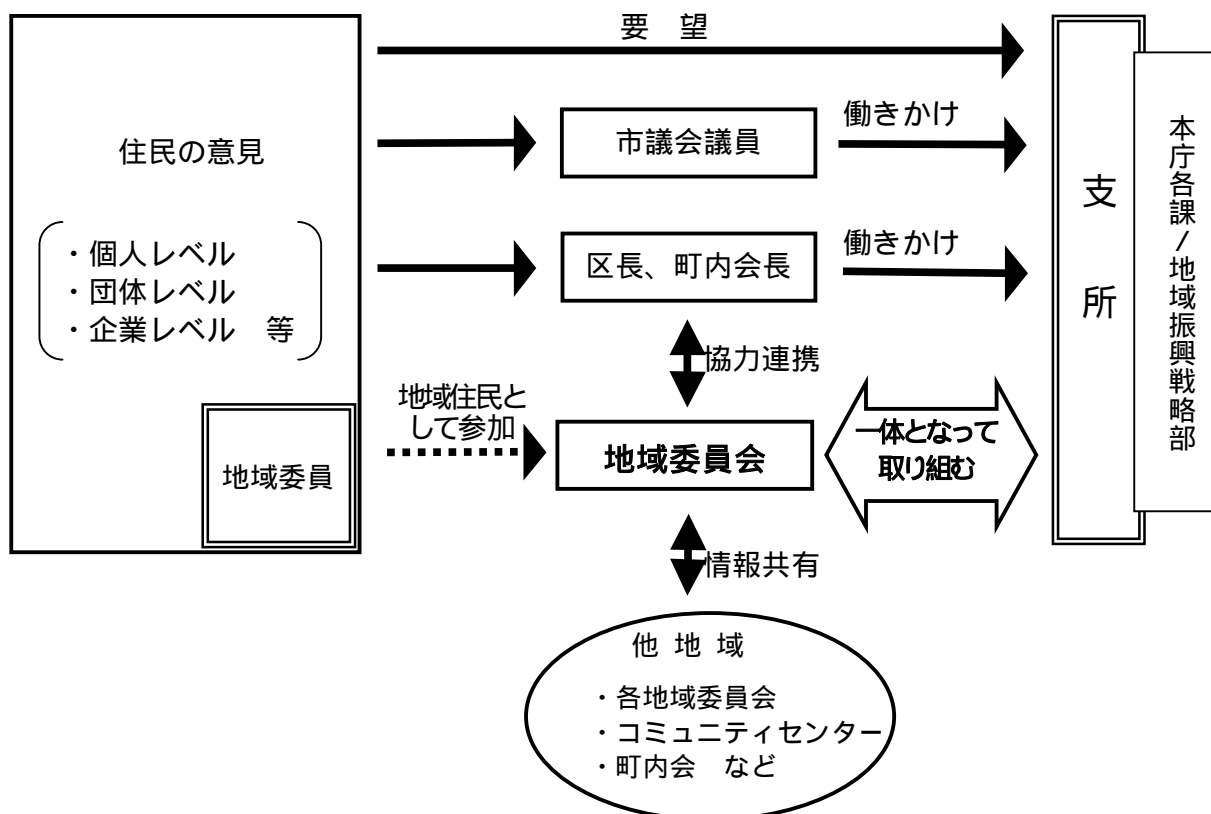 要 望
住民の意見
・個人レベル
・団体レベル
・企業レベル 等
地域委員
市議会議員
働きかけ
区長、町内会長
働きかけ
協力連携
地域住民と
して参加
地域委員会
一体となって
取り組む
情報共有
他 地 域
・各地域委員会
・コミュニティセンター
・町内会 など
支所
本庁各課/地域振興戦略部